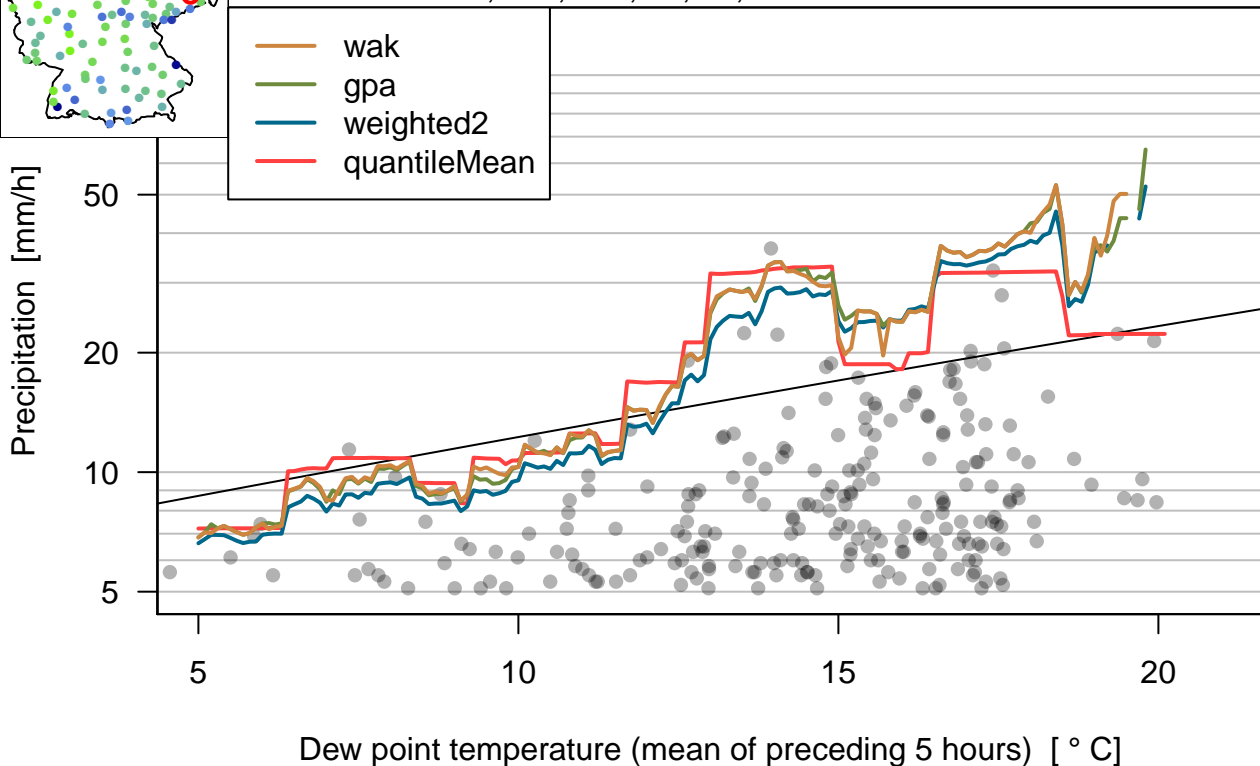 wak
gpa
weighted2
quantileMean
Precipitation [mm/h]
50
20
10
5
5 10 15 20
Dew point temperature (mean of preceding 5 hours) [ ° C]